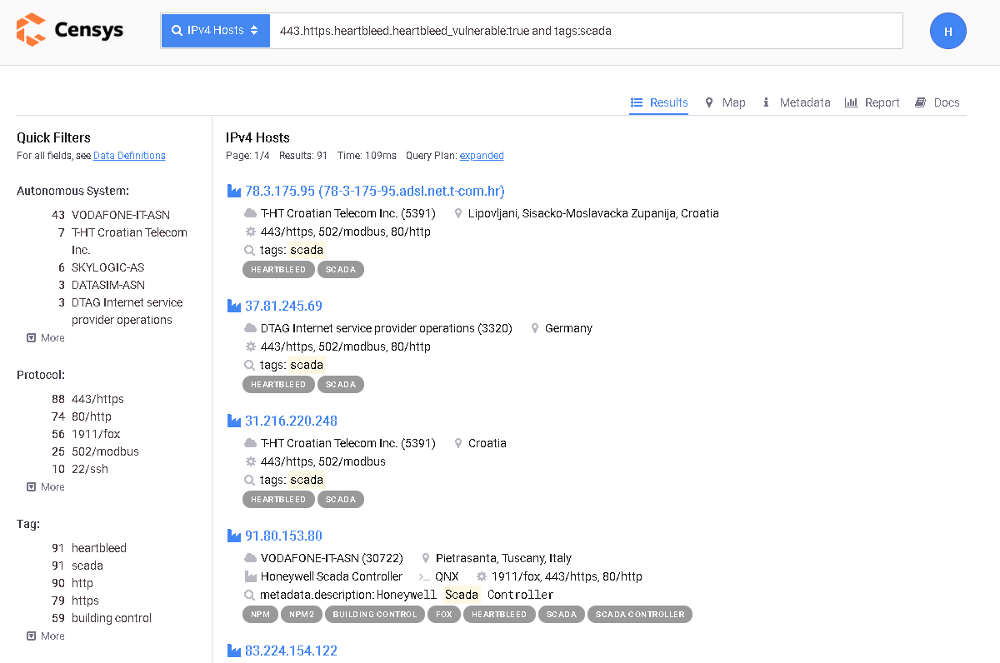 Censys
IPv4 Hosts
443.https.heartbleed.heartbleed_vulnerable:true and tags:scada
H
Results
Map
Metadata
Report
Docs
Quick Filters
For all fields, see Data Definitions
Autonomous System:
43 VODAFONE-IT-ASN
7 T-HT Croatian Telecom
Inc.
6 SKYLOGIC-AS
3 DATASIM-ASN
3 DTAG Internet service
provider operations
More
Protocol:
88 443/https
74 80/http
56 1911/fox
25 502/modbus
10 22/ssh
More
Tag:
91 heartbleed
91 scada
90 http
79 https
59 building control
More
IPv4 Hosts
Page: 1/4 Results: 91 Time: 109ms Query Plan: expanded
78.3.175.95 (78-3-175-95.adsl.net.t-com.hr)
T-HT Croatian Telecom Inc. (5391) Lipovljani, Sisacko-Moslavacka Zupanija, Croatia
443/https, 502/modbus, 80/http
tags: scada
HEARTBLEED SCADA
37.81.245.69
DTAG Internet service provider operations (3320) Germany
443/https, 502/modbus, 80/http
tags: scada
HEARTBLEED SCADA
31.216.220.248
T-HT Croatian Telecom Inc. (5391) Croatia
443/https, 502/modbus
tags: scada
HEARTBLEED SCADA
91.80.153.80
VODAFONE-IT-ASN (30722) Pietrasanta, Tuscany, Italy
Honeywell Scada Controller >_ QNX 1911/fox, 443/https, 80/http
metadata.description: Honeywell Scada Controller
NPM NPM2 BUILDING CONTROL FOX HEARTBLEED SCADA SCADA CONTROLLER
83.224.154.122